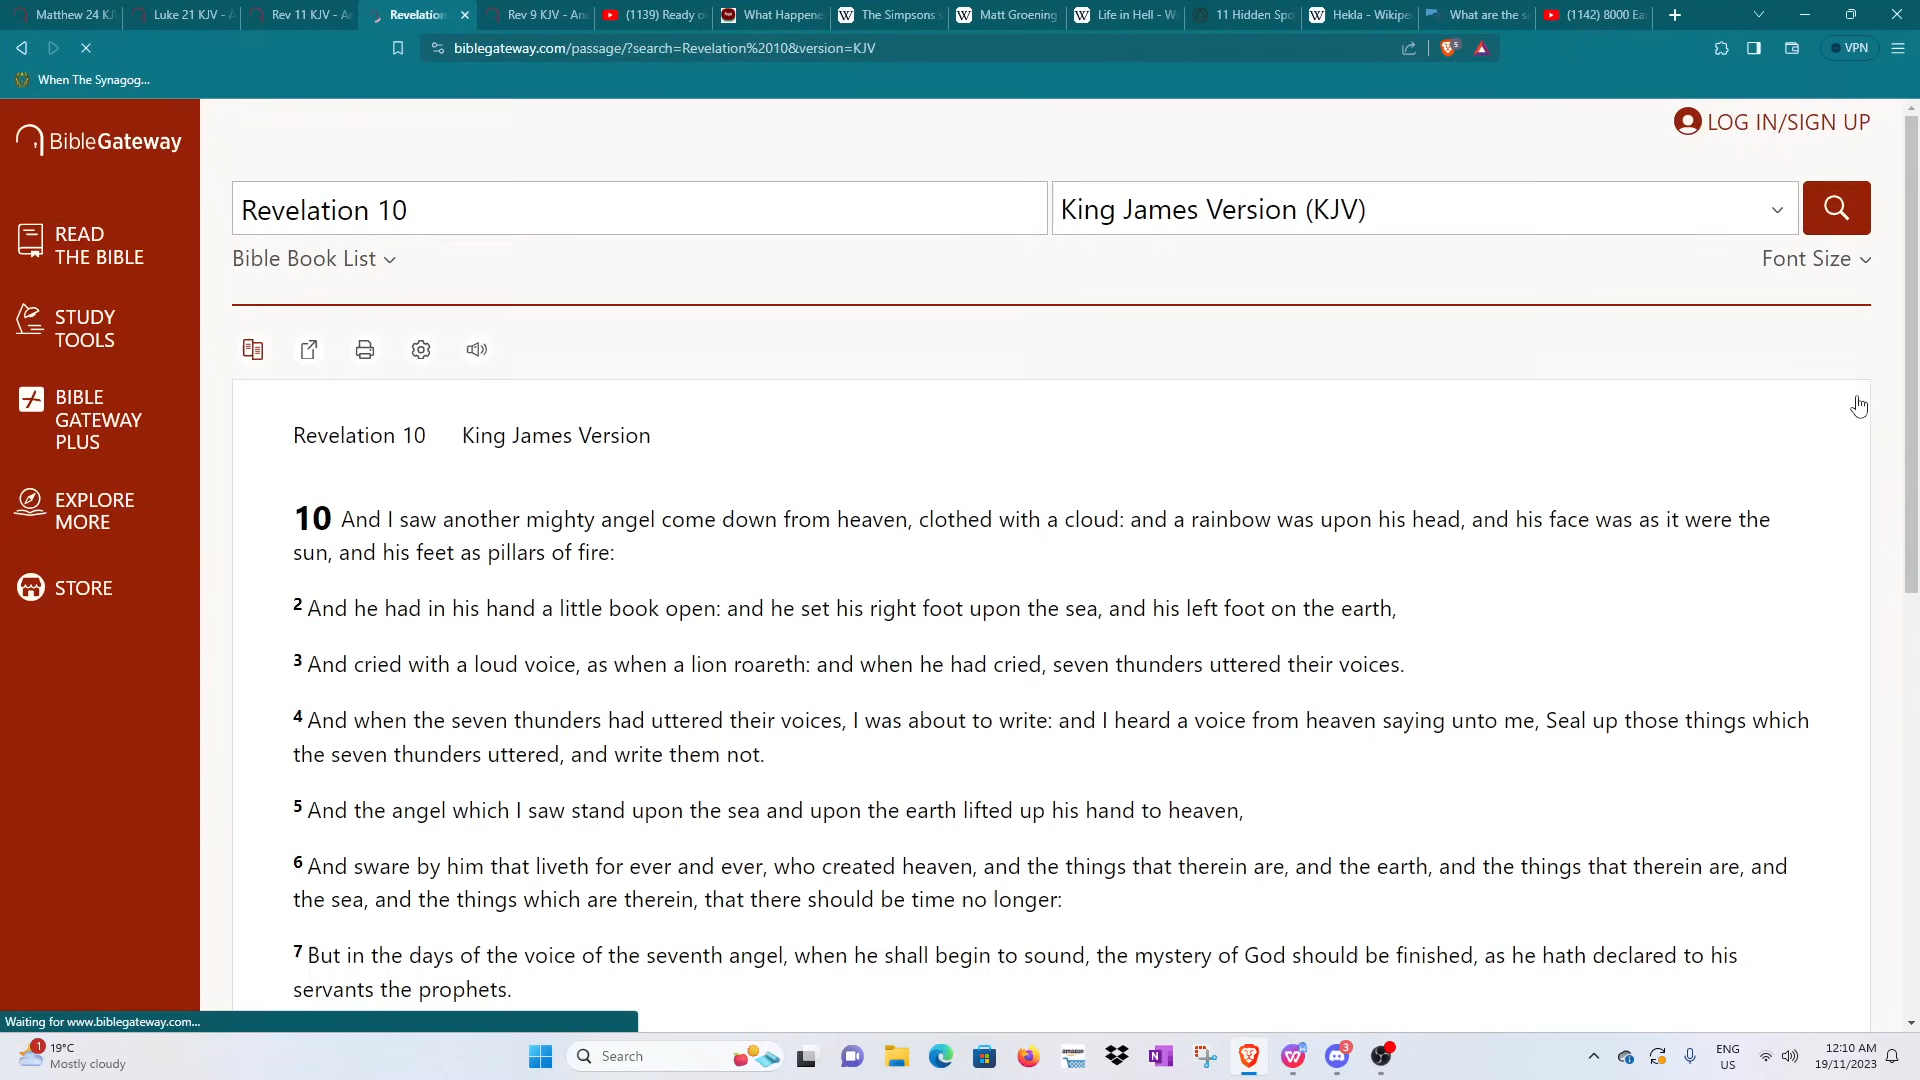 Matthew 24 KJ
Luke 21 KJV - A
Rev 11 KJV - A
Revelation
Rev 9 KJV - An
(1139) Ready o
What Happene
The Simpsons s
Matt Groening
Life in Hell - W
11 Hidden Spo
Hekla - Wikipe
What are the s
(1142) 8000 Ea
biblegateway.com/passage/?search=Revelation%2010&version=KJV
5
VPN
When The Synagog...
BibleGateway
LOG IN/SIGN UP
Revelation 10
King James Version (KJV)
Bible Book List
Font Size
READ
THE BIBLE
STUDY
TOOLS
BIBLE
GATEWAY
PLUS
EXPLORE
MORE
STORE
Revelation 10 King James Version
10 And I saw another mighty angel come down from heaven, clothed with a cloud: and a rainbow was upon his head, and his face was as it were the
sun, and his feet as pillars of fire:
2 And he had in his hand a little book open: and he set his right foot upon the sea, and his left foot on the earth,
3 And cried with a loud voice, as when a lion roareth: and when he had cried, seven thunders uttered their voices.
4 And when the seven thunders had uttered their voices, I was about to write: and I heard a voice from heaven saying unto me, Seal up those things which
the seven thunders uttered, and write them not.
5 And the angel which I saw stand upon the sea and upon the earth lifted up his hand to heaven,
6 And sware by him that liveth for ever and ever, who created heaven, and the things that therein are, and the earth, and the things that therein are, and
the sea, and the things which are therein, that there should be time no longer:
7 But in the days of the voice of the seventh angel, when he shall begin to sound, the mystery of God should be finished, as he hath declared to his
servants the prophets.
Waiting for www.biblegateway.com...
1
19°C
Mostly cloudy
Search
amazon
3
ENG
US
12:10 AM
19/11/2023